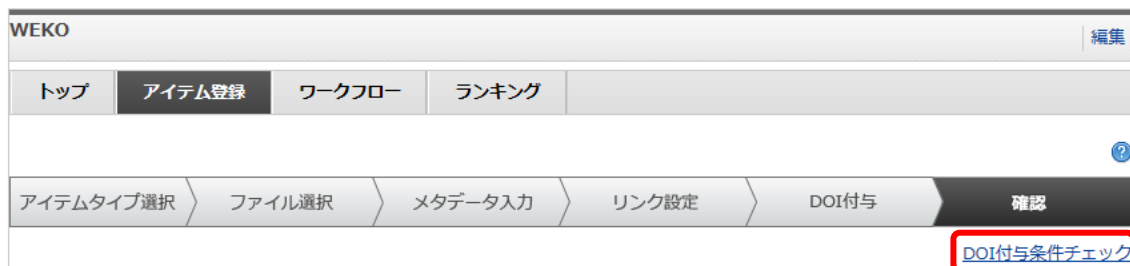 WEKO
編集
トップ アイテム登録 ワークフロー ランキング
?
アイテムタイプ選択 ファイル選択 メタデータ入力 リンク設定 DOI付与 確認
DOI付与条件チェック